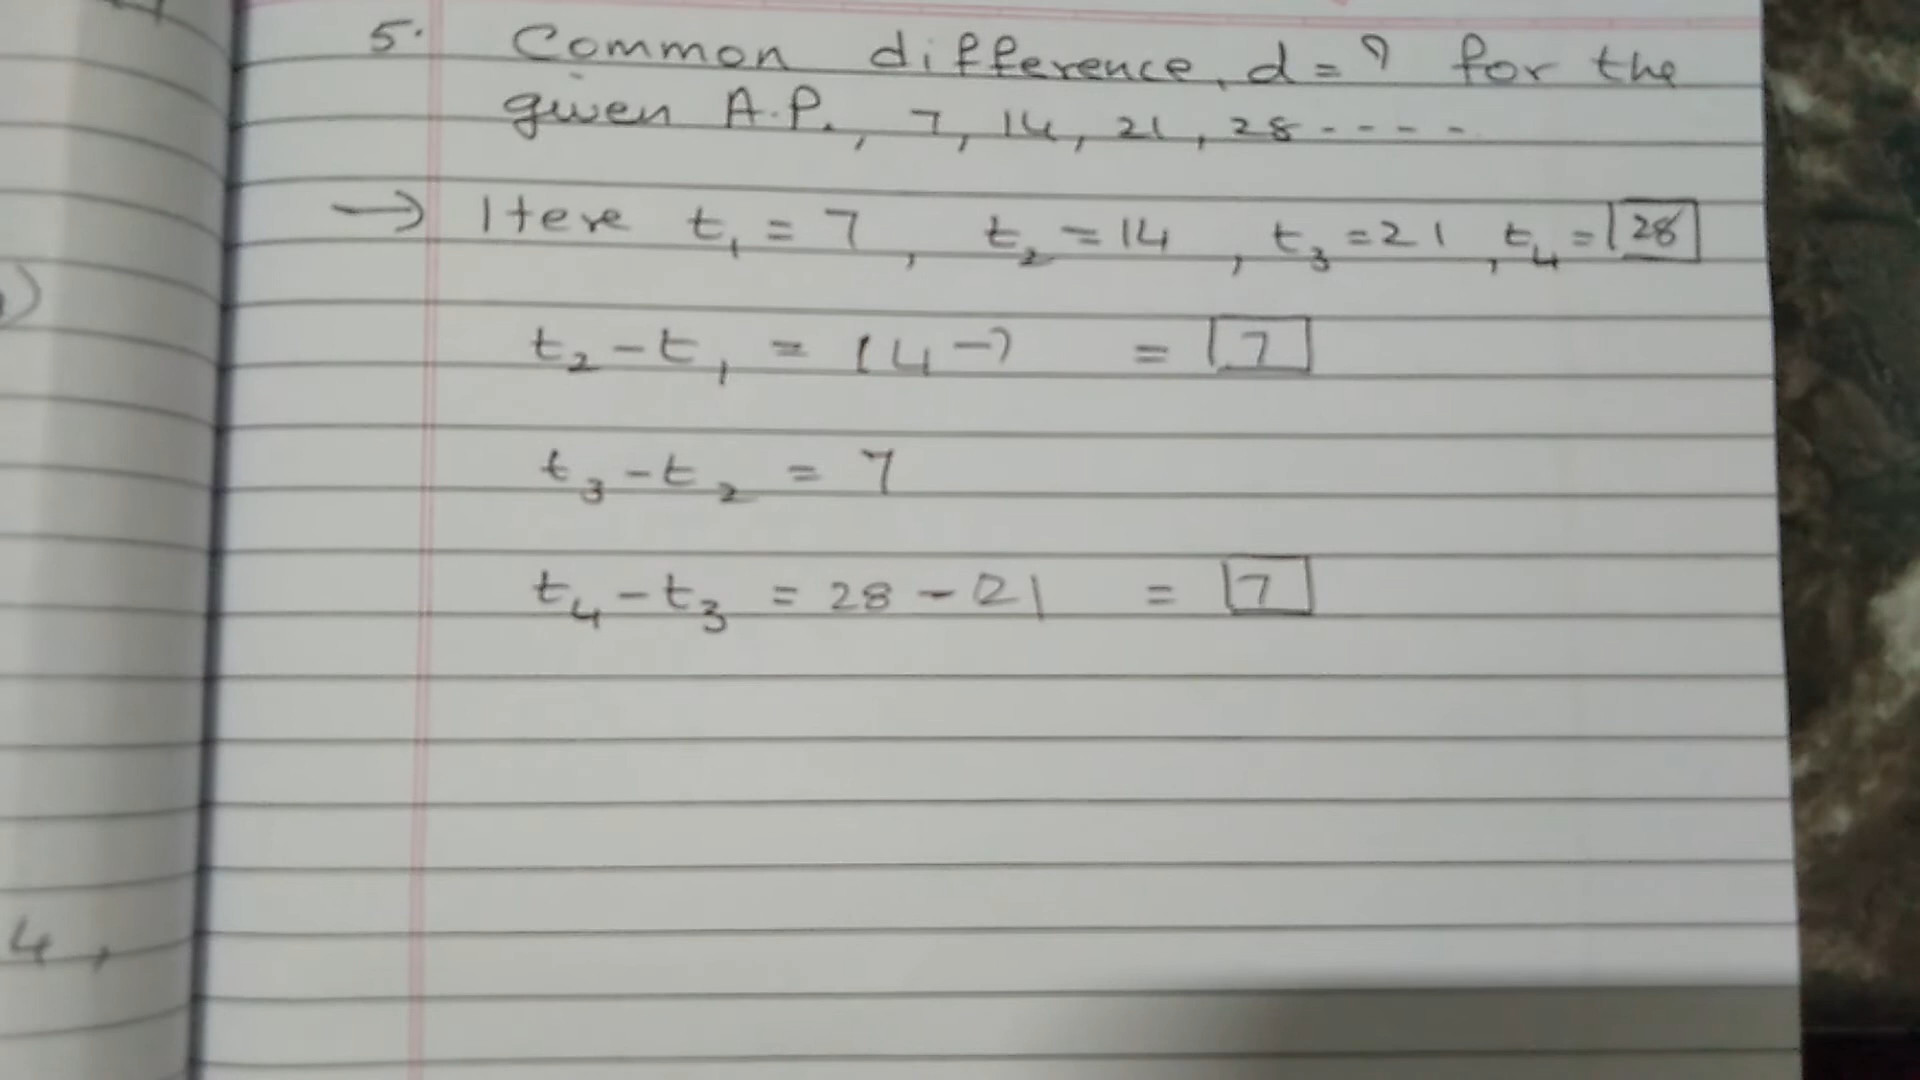 5. Common difference, d = ? for the
given A.P., 7, 14, 21, 28 - - - -
→ Here t₁ = 7, t₂ = 14, t₃ = 21, t₄ = 28
t₂ - t₁ = 14 - 7 = 7
t₃ - t₂ = 7
t₄ - t₃ = 28 - 21 = 7
4,